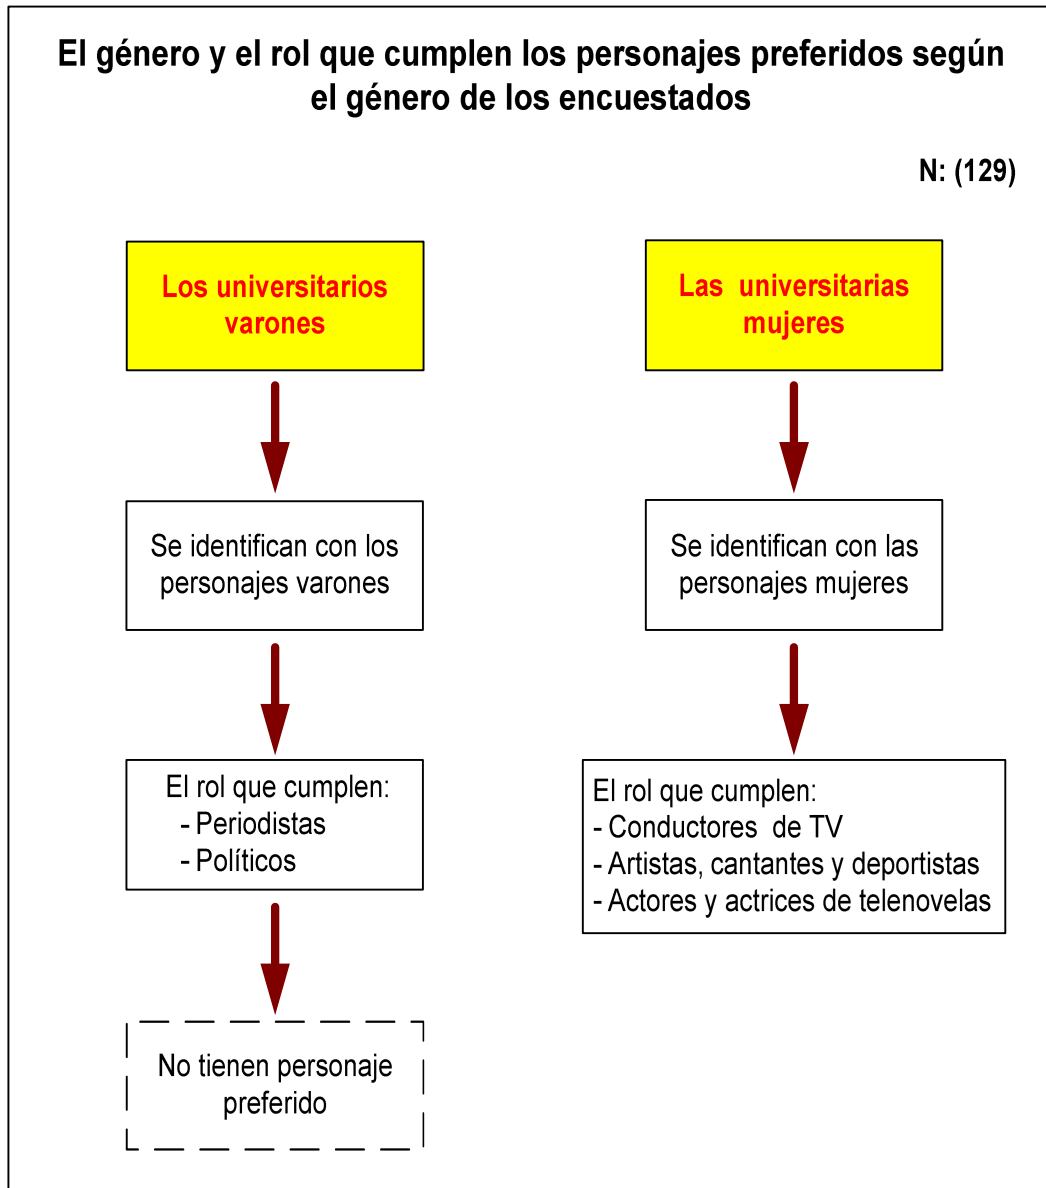 El género y el rol que cumplen los personajes preferidos según
el género de los encuestados
N: (129)
Los universitarios
varones
Se identifican con los
personajes varones
El rol que cumplen:
- Periodistas
- Políticos
No tienen personaje
preferido
Las universitarias
mujeres
Se identifican con las
personajes mujeres
El rol que cumplen:
- Conductores de TV
- Artistas, cantantes y deportistas
- Actores y actrices de telenovelas